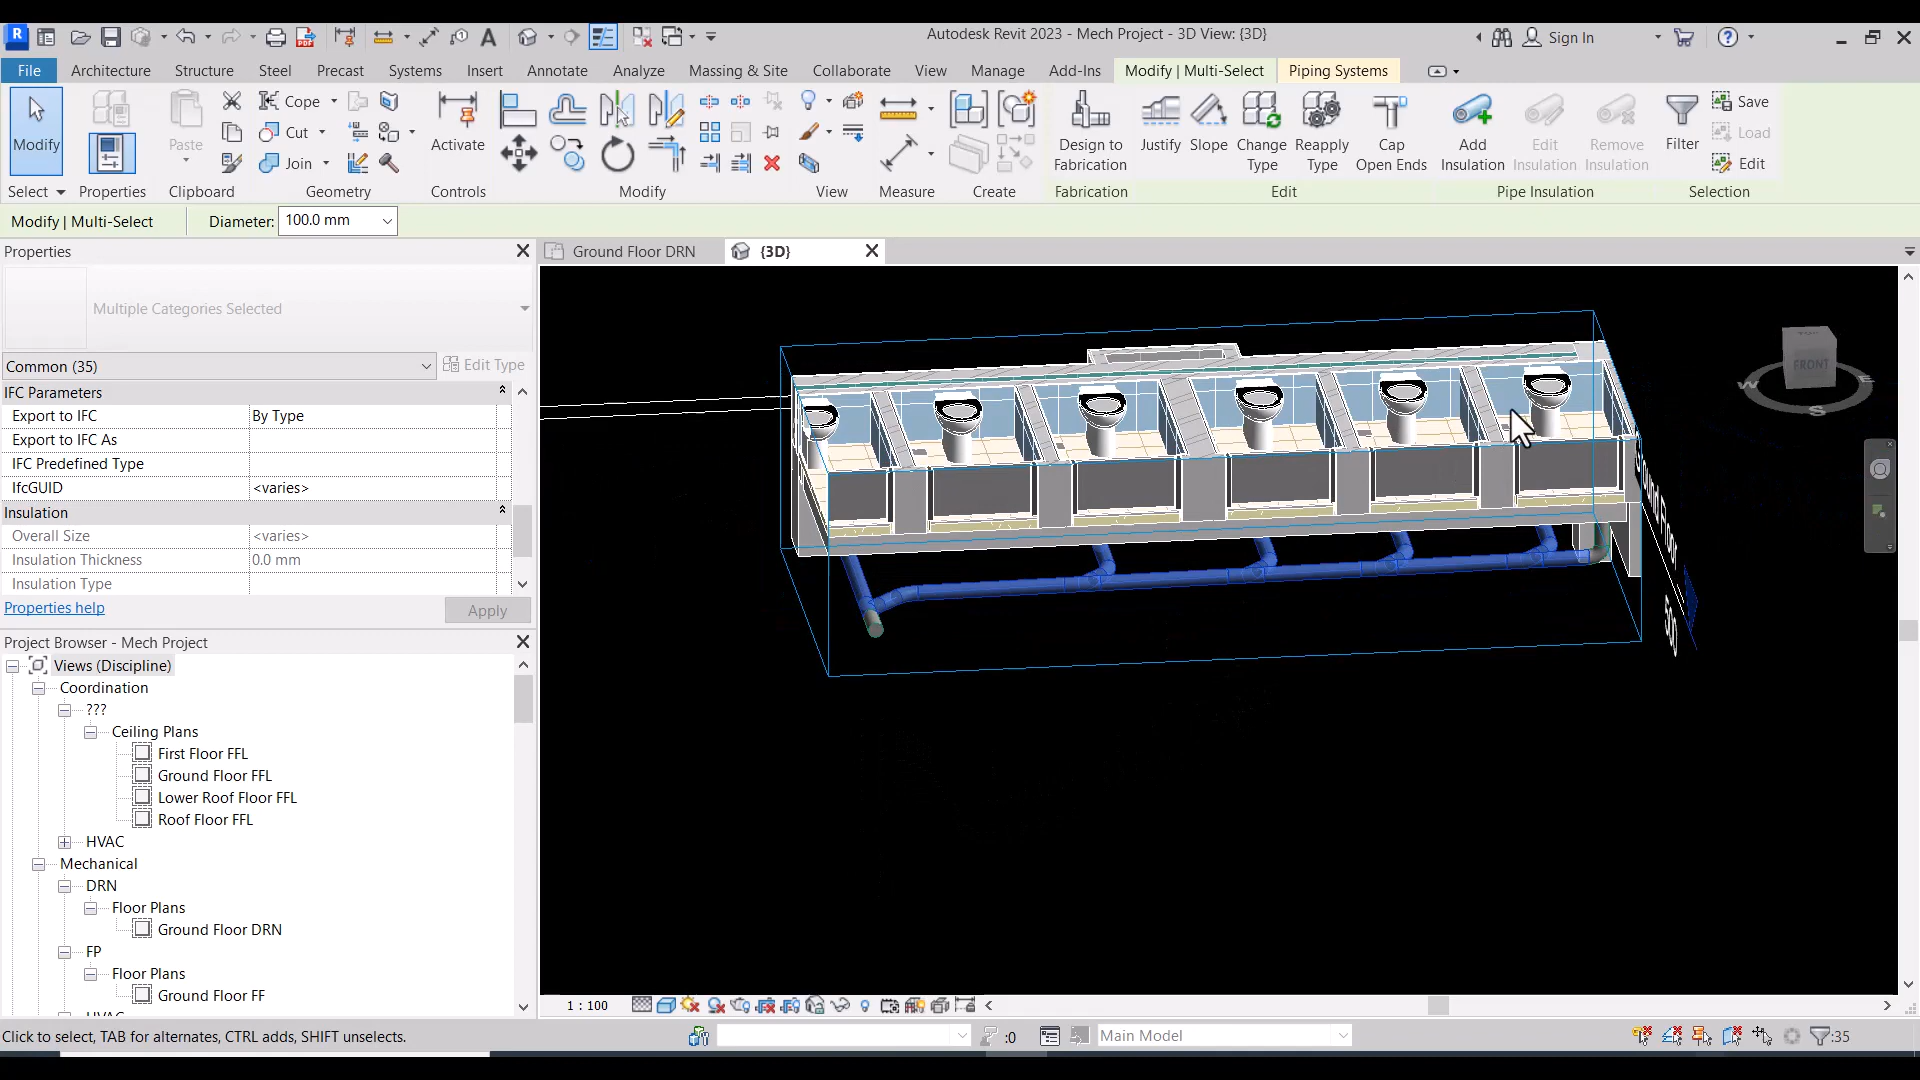 Autodesk Revit 2023 - Mech Project - 3D View: {3D}
Sign In
File Architecture Structure Steel Precast Systems Insert Annotate Analyze Massing & Site Collaborate View Manage Add-Ins Modify | Multi-Select Piping Systems
Modify
Paste
Cope
Cut
Join
Activate
Design to Fabrication
Justify
Slope
Change Type
Reapply Type
Cap Open Ends
Add Insulation
Edit Insulation
Remove Insulation
Filter
Save
Load
Edit
Select Properties Clipboard Geometry Controls Modify View Measure Create Fabrication Edit Pipe Insulation Selection
Modify | Multi-Select Diameter: 100.0 mm
Properties
Ground Floor DRN
{3D}
Multiple Categories Selected
Common (35)
Edit Type
IFC Parameters
Export to IFC By Type
Export to IFC As
IFC Predefined Type
IfcGUID <varies>
Insulation
Overall Size <varies>
Insulation Thickness 0.0 mm
Insulation Type
Properties help
Apply
Project Browser - Mech Project
Views (Discipline)
Coordination
???
Ceiling Plans
First Floor FFL
Ground Floor FFL
Lower Roof Floor FFL
Roof Floor FFL
HVAC
Mechanical
DRN
Floor Plans
Ground Floor DRN
FP
Floor Plans
Ground Floor FF
HVAC
TOP
FRONT
W
E
S
Ground Floor
500
1 : 100
Click to select, TAB for alternates, CTRL adds, SHIFT unselects.
:0
Main Model
:35